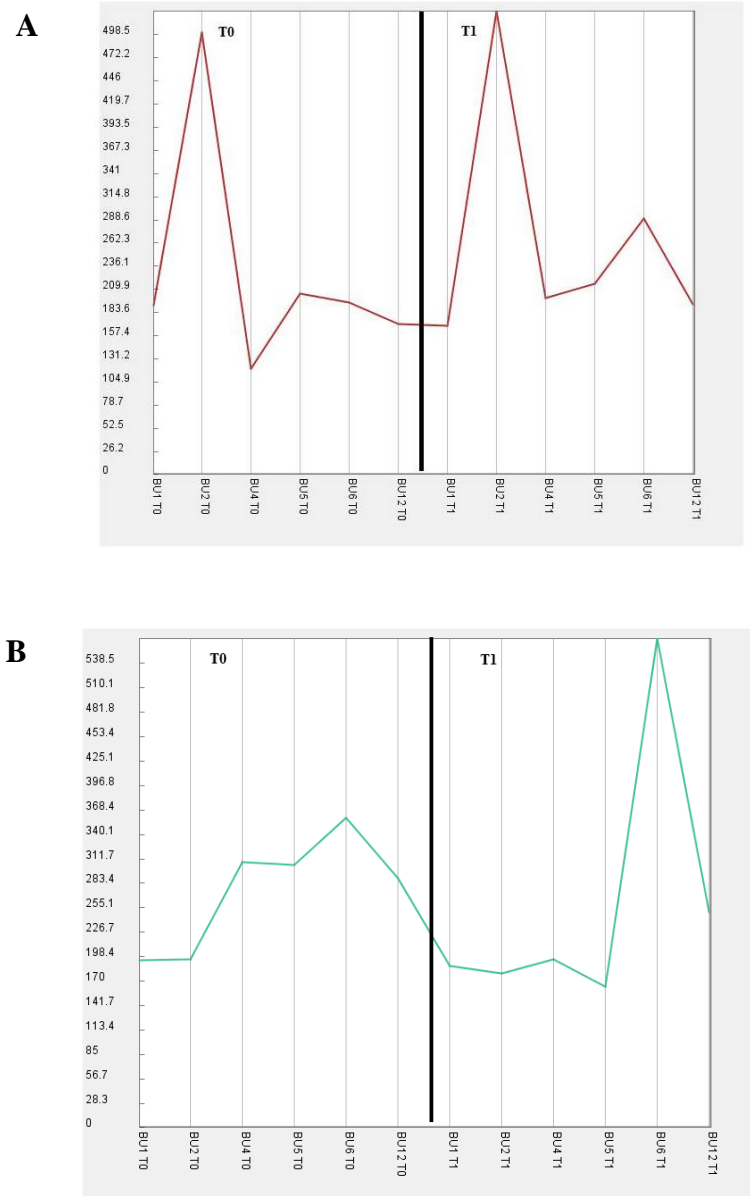 A
T0
T1
498.5
472.2
446
419.7
393.5
367.3
341
314.8
288.6
262.3
236.1
209.9
183.6
157.4
131.2
104.9
78.7
52.5
26.2
0
BU1 T0
BU2 T0
BU4 T0
BU5 T0
BU6 T0
BU12 T0
BU1 T1
BU2 T1
BU4 T1
BU5 T1
BU6 T1
BU12 T1
B
T0
T1
538.5
510.1
481.8
453.4
425.1
396.8
368.4
340.1
311.7
283.4
255.1
226.7
198.4
170
141.7
113.4
85
56.7
28.3
0
BU1 T0
BU2 T0
BU4 T0
BU5 T0
BU6 T0
BU12 T0
BU1 T1
BU2 T1
BU4 T1
BU5 T1
BU6 T1
BU12 T1